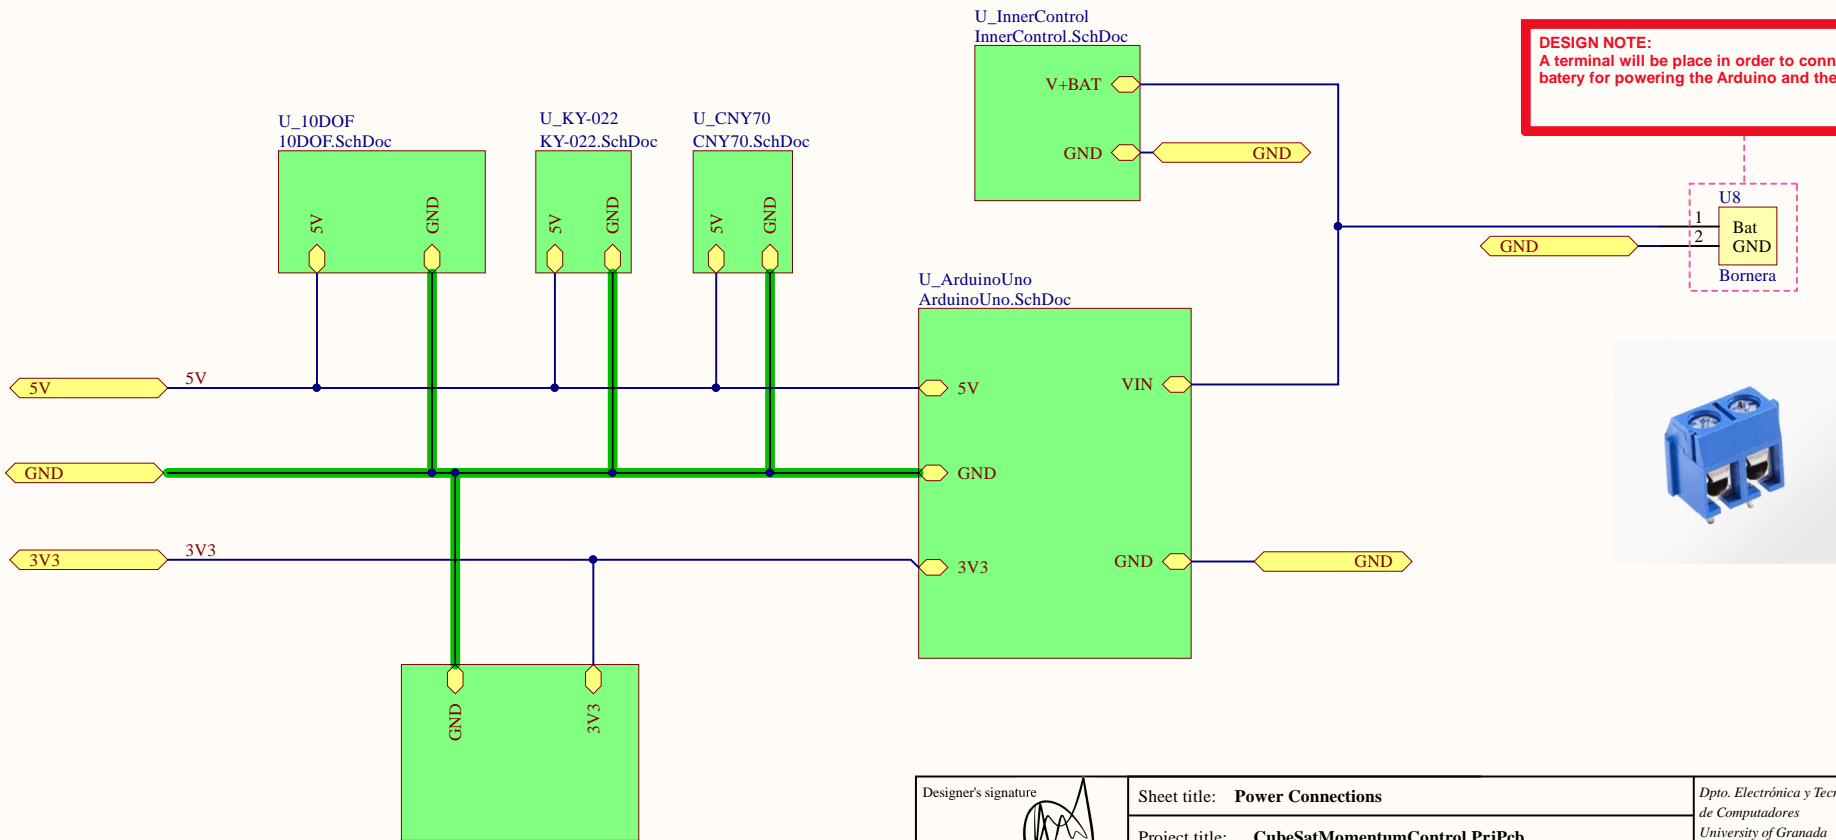 U_InnerControl
InnerControl.SchDoc
V+BAT
GND
GND
DESIGN NOTE:
A terminal will be place in order to conn
batery for powering the Arduino and the
U_10DOF
10DOF.SchDoc
5V
GND
U_KY-022
KY-022.SchDoc
5V
GND
U_CNY70
CNY70.SchDoc
5V
GND
U8
1
Bat
2
GND
GND
Bornera
U_ArduinoUno
ArduinoUno.SchDoc
5V
5V
5V
VIN
GND
GND
3V3
3V3
3V3
GND
GND
GND
3V3
Designer's signature
Sheet title: Power Connections
Project title: CubeSatMomentumControl.PrjPcb
Dpto. Electrónica y Tecn
de Computadores
University of Granada